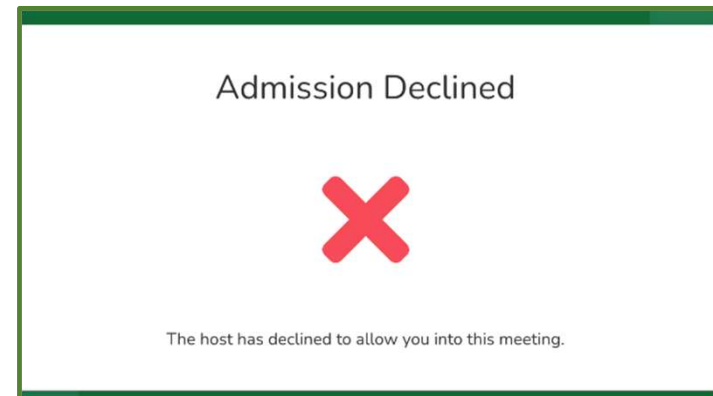 Admission Declined
The host has declined to allow you into this meeting.